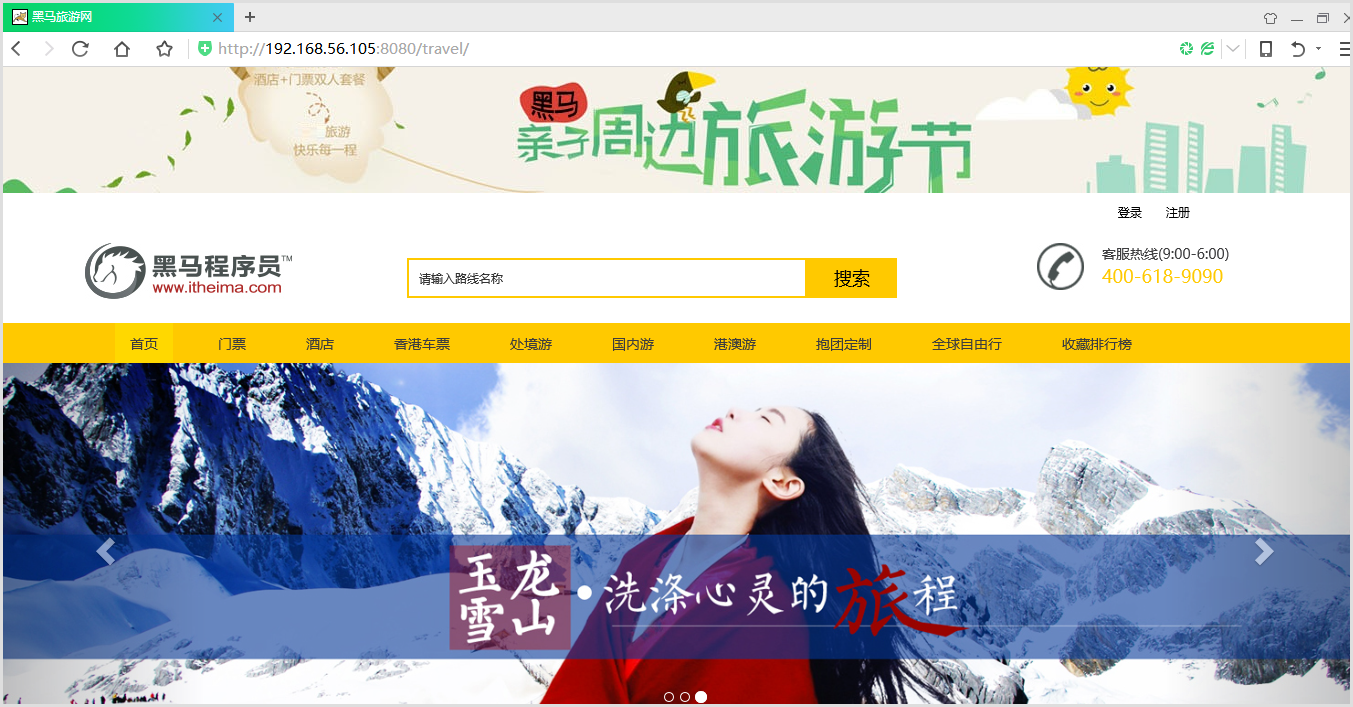 黑马旅游网
http://192.168.56.105:8080/travel/
酒店+门票双人套餐
旅游
快乐每一程
黑马
亲子周边旅游节
登录 注册
黑马程序员TM
www.itheima.com
请输入路线名称
搜索
客服热线(9:00-6:00)
400-618-9090
首页 门票 酒店 香港车票 处境游 国内游 港澳游 抱团定制 全球自由行 收藏排行榜
玉龙
雪山
·洗涤心灵的旅程